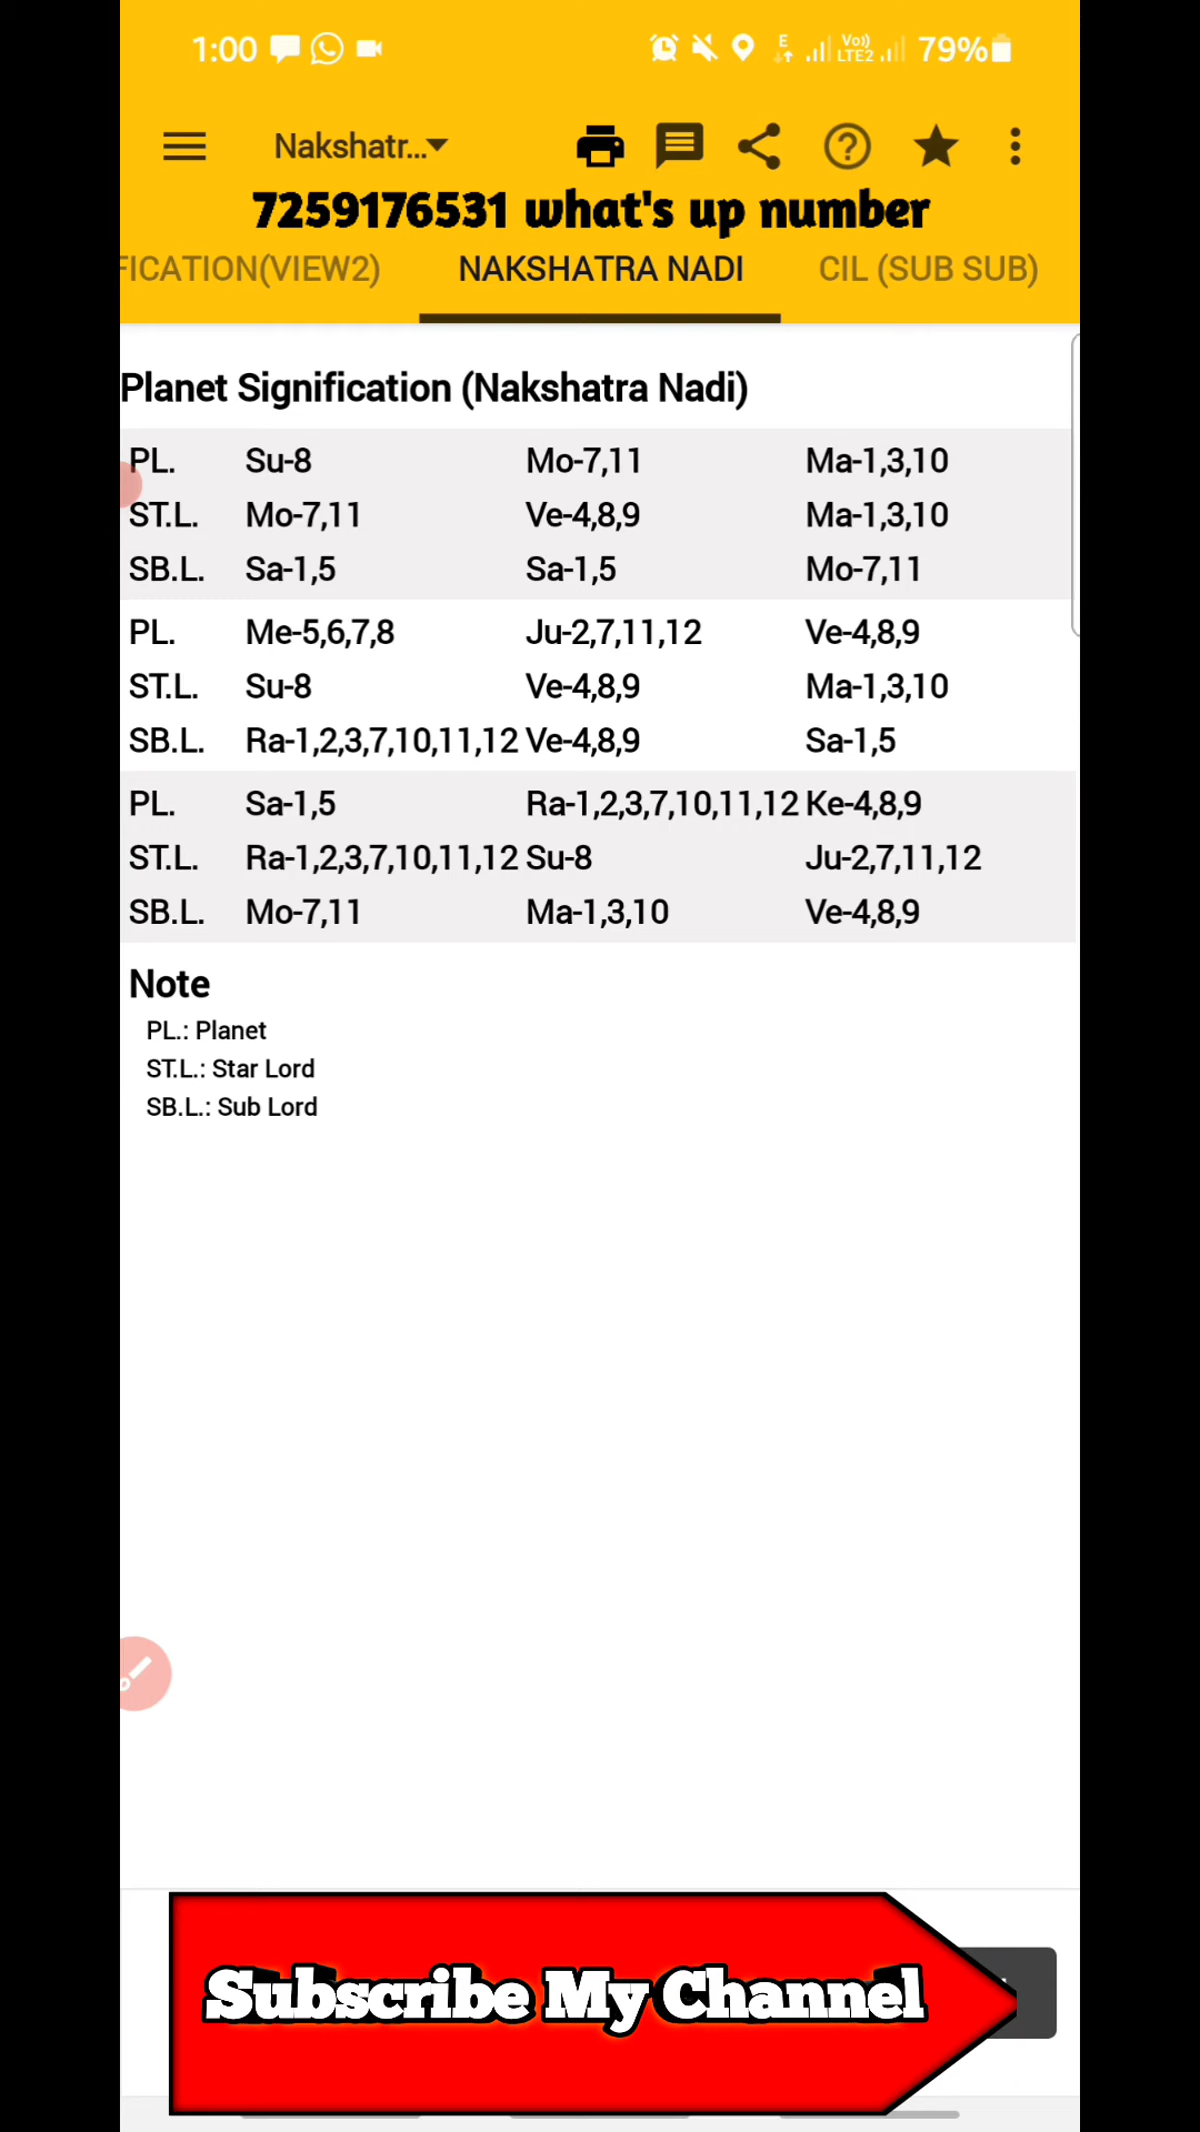 1:00 E Vo)) LTE2 79%
Nakshatr...
7259176531 what's up number
FICATION(VIEW2) NAKSHATRA NADI CIL (SUB SUB)
Planet Signification (Nakshatra Nadi)
PL. Su-8 Mo-7,11 Ma-1,3,10
ST.L. Mo-7,11 Ve-4,8,9 Ma-1,3,10
SB.L. Sa-1,5 Sa-1,5 Mo-7,11
PL. Me-5,6,7,8 Ju-2,7,11,12 Ve-4,8,9
ST.L. Su-8 Ve-4,8,9 Ma-1,3,10
SB.L. Ra-1,2,3,7,10,11,12 Ve-4,8,9 Sa-1,5
PL. Sa-1,5 Ra-1,2,3,7,10,11,12 Ke-4,8,9
ST.L. Ra-1,2,3,7,10,11,12 Su-8 Ju-2,7,11,12
SB.L. Mo-7,11 Ma-1,3,10 Ve-4,8,9
Note
PL.: Planet
ST.L.: Star Lord
SB.L.: Sub Lord
Subscribe My Channel